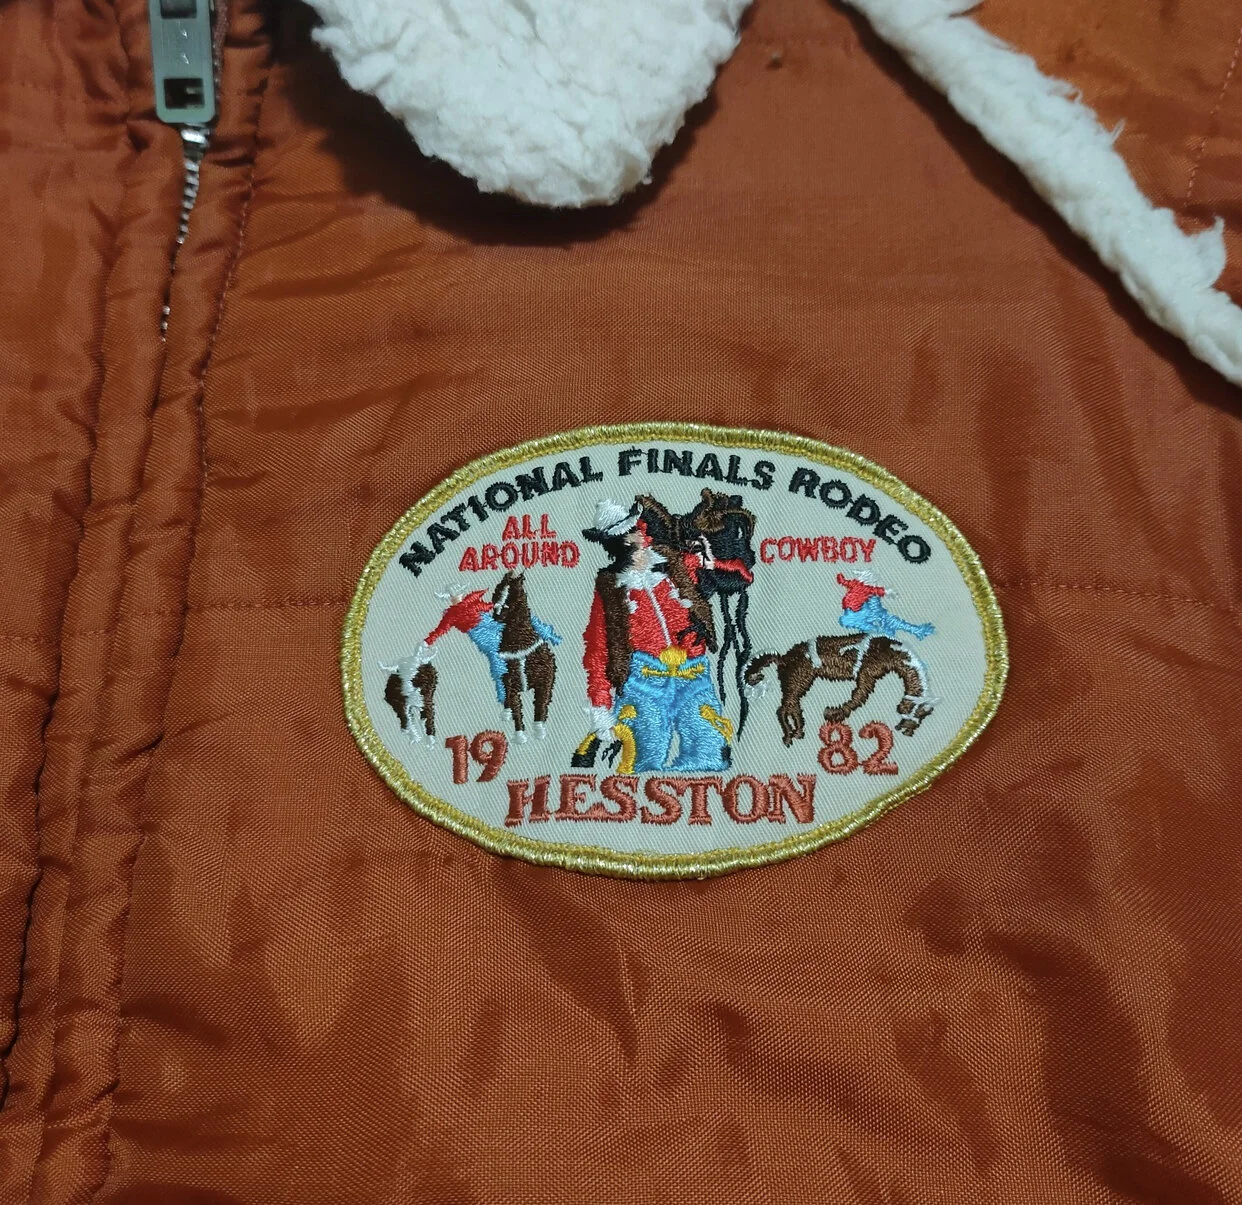 NATIONAL FINALS RODEO
ALL AROUND COWBOY
19 82
HESSTON